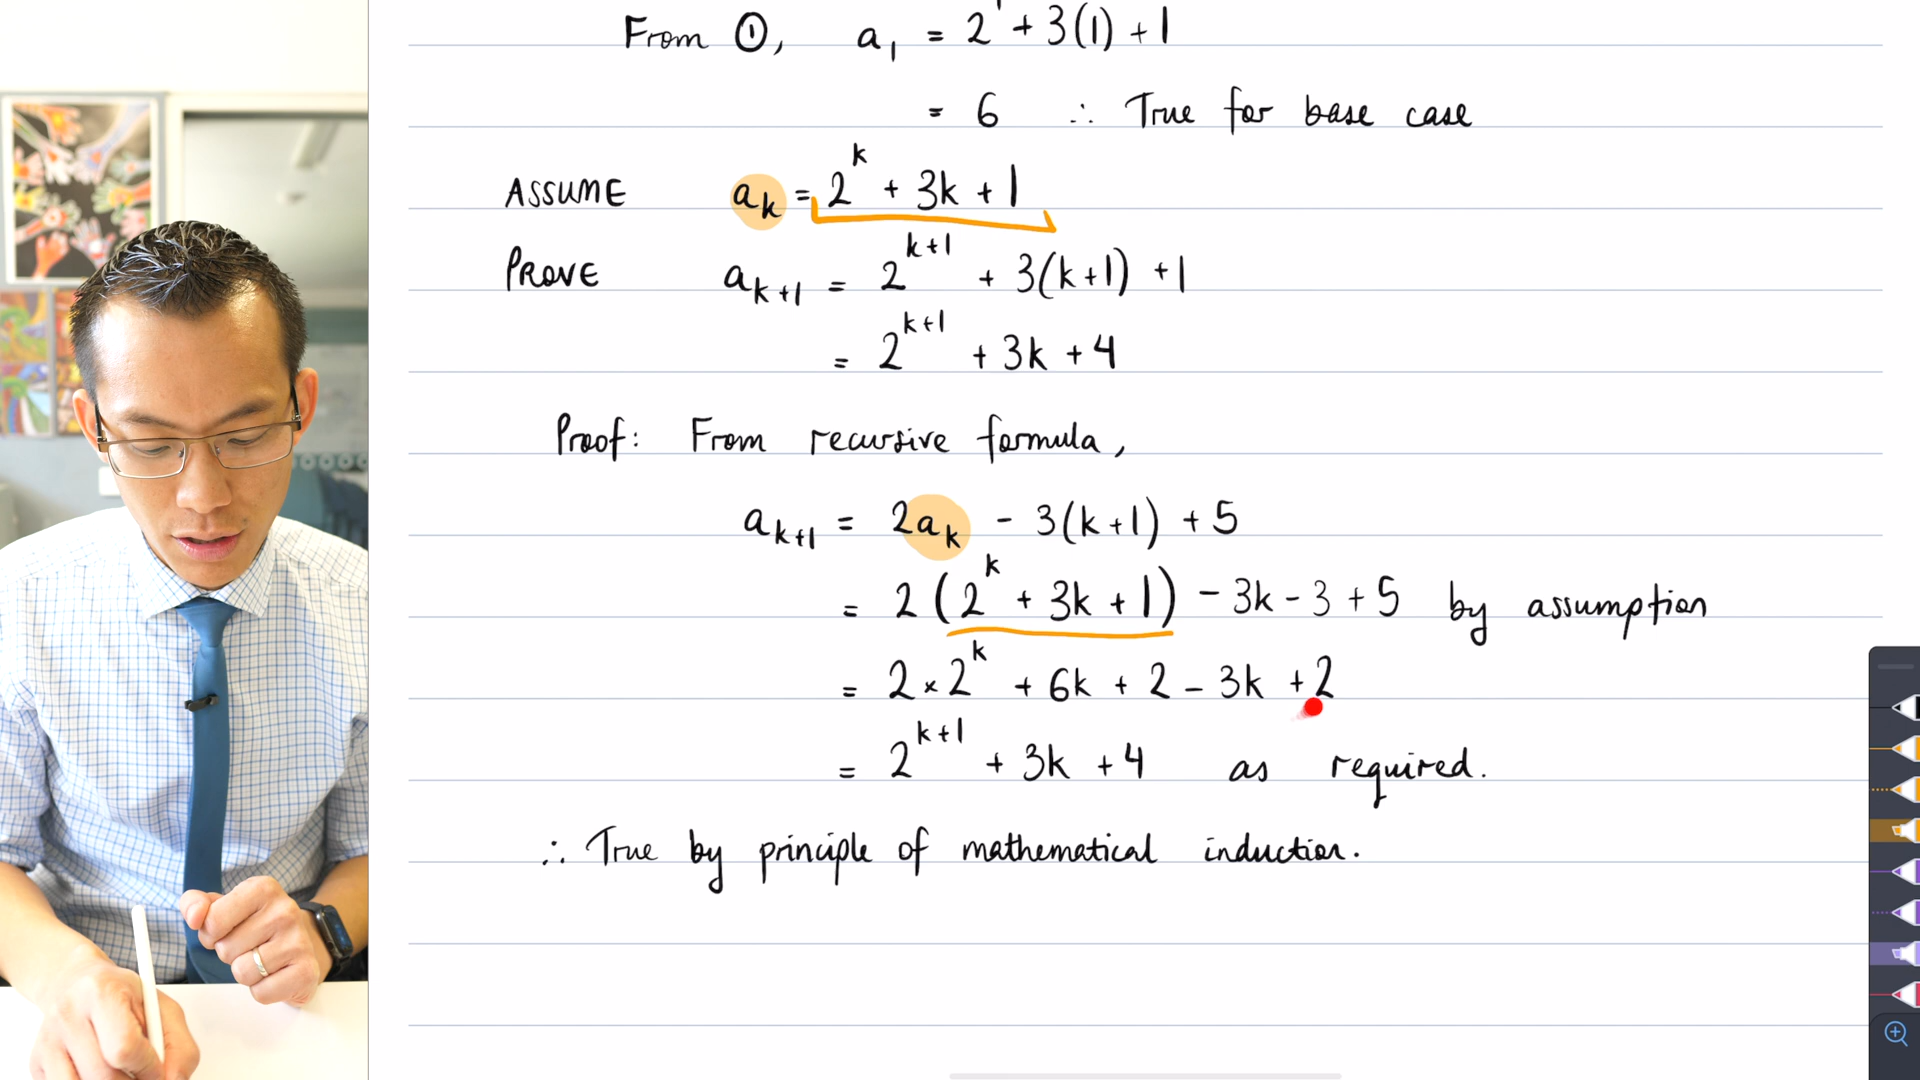 From ①, a₁ = 2¹ + 3(1) + 1
= 6 ∴ True for base case
ASSUME aₖ = 2ᵏ + 3k + 1
PROVE aₖ₊₁ = 2ᵏ⁺¹ + 3(k+1) + 1
= 2ᵏ⁺¹ + 3k + 4
Proof: From recursive formula,
aₖ₊₁ = 2aₖ - 3(k+1) + 5
= 2(2ᵏ + 3k + 1) - 3k - 3 + 5 by assumption
= 2 × 2ᵏ + 6k + 2 - 3k + 2
= 2ᵏ⁺¹ + 3k + 4 as required.
∴ True by principle of mathematical induction.